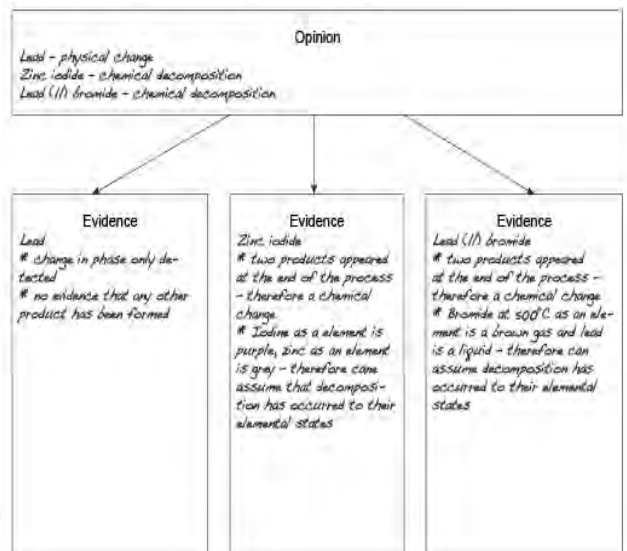 Opinion
Lead - physical change
Zinc iodide - chemical decomposition
Lead (II) bromide - chemical decomposition
Evidence
Lead
* change in phase only de-
tected
* no evidence that any other
product has been formed
Evidence
Zinc iodide
* two products appeared
at the end of the process
- therefore a chemical
change
* Iodine as a element is
purple, zinc as an element
is grey - therefore cane
assume that decomposi-
tion has occurred to their
elemental states
Evidence
Lead (II) bromide
* two products appeared
at the end of the process -
therefore a chemical change
* Bromide at 500°C as an ele-
ment is a brown gas and lead
is a liquid - therefore can
assume decomposition has
occurred to their elemental
states